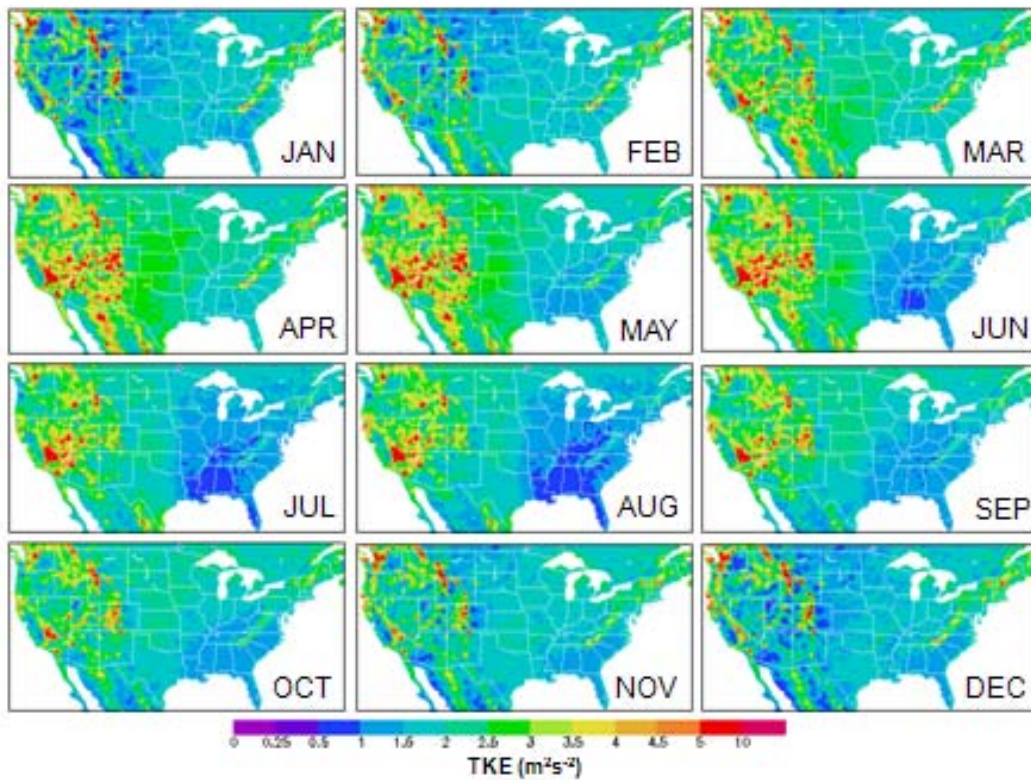 JAN FEB MAR
APR MAY JUN
JUL AUG SEP
OCT NOV DEC
0 0.25 0.5 1 1.5 2 2.5 3 3.5 4 4.5 5 10
TKE (m²s⁻²)